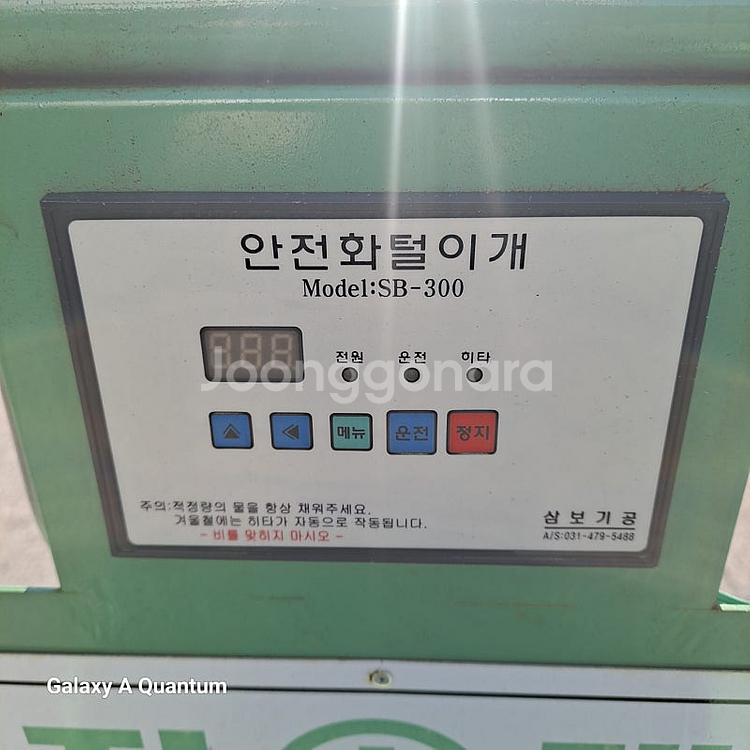 안전화털이개
Model:SB-300
전원 운전 히타
Joonggonara
메뉴 운전 정지
주의:적정량의 물을 항상 채워주세요.
겨울철에는 히타가 자동으로 작동됩니다.
- 비를 맞히지 마시오 -
삼보기공
A/S:031-479-5488
Galaxy A Quantum